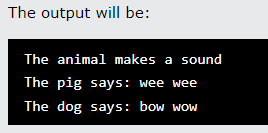 The output will be:
The animal makes a sound
The pig says: wee wee
The dog says: bow wow